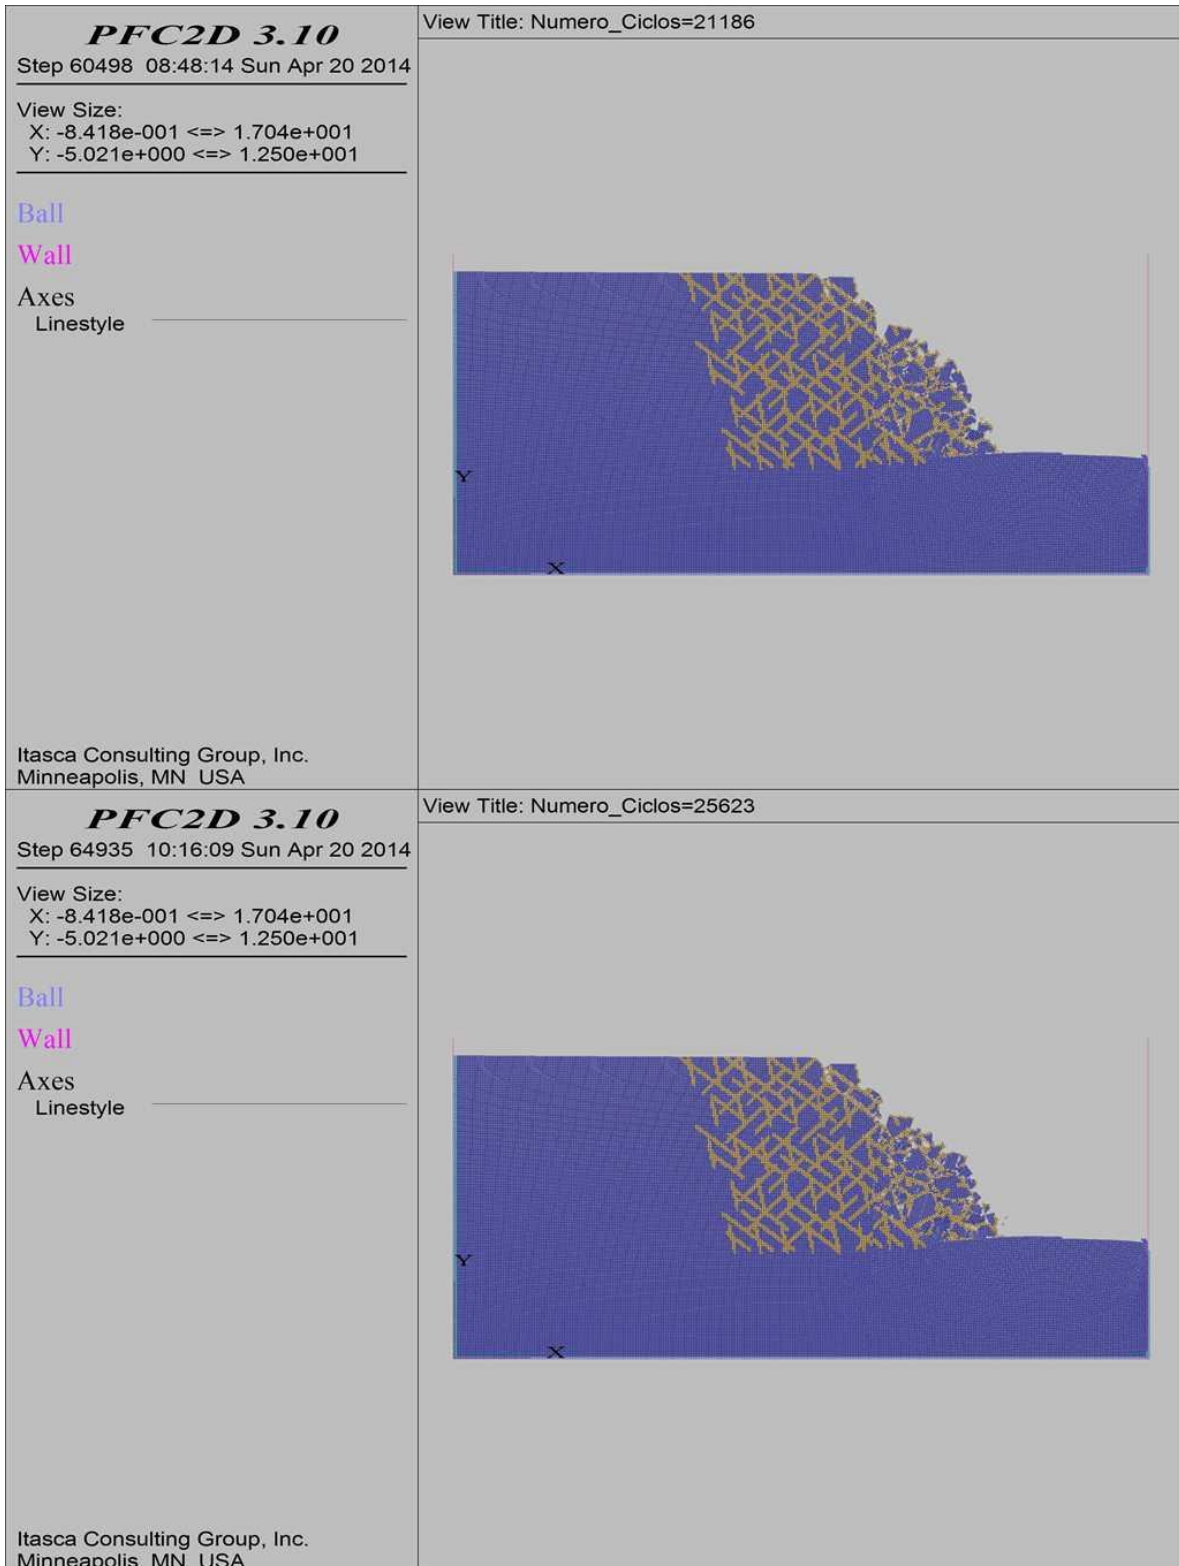 PFC2D 3.10
Step 60498  08:48:14 Sun Apr 20 2014
View Size:
X: -8.418e-001 <=> 1.704e+001
Y: -5.021e+000 <=> 1.250e+001
Ball
Wall
Axes
Linestyle
Itasca Consulting Group, Inc.
Minneapolis, MN  USA
View Title: Numero_Ciclos=21186
Y
X
PFC2D 3.10
Step 64935  10:16:09 Sun Apr 20 2014
View Size:
X: -8.418e-001 <=> 1.704e+001
Y: -5.021e+000 <=> 1.250e+001
Ball
Wall
Axes
Linestyle
Itasca Consulting Group, Inc.
Minneapolis, MN  USA
View Title: Numero_Ciclos=25623
Y
X